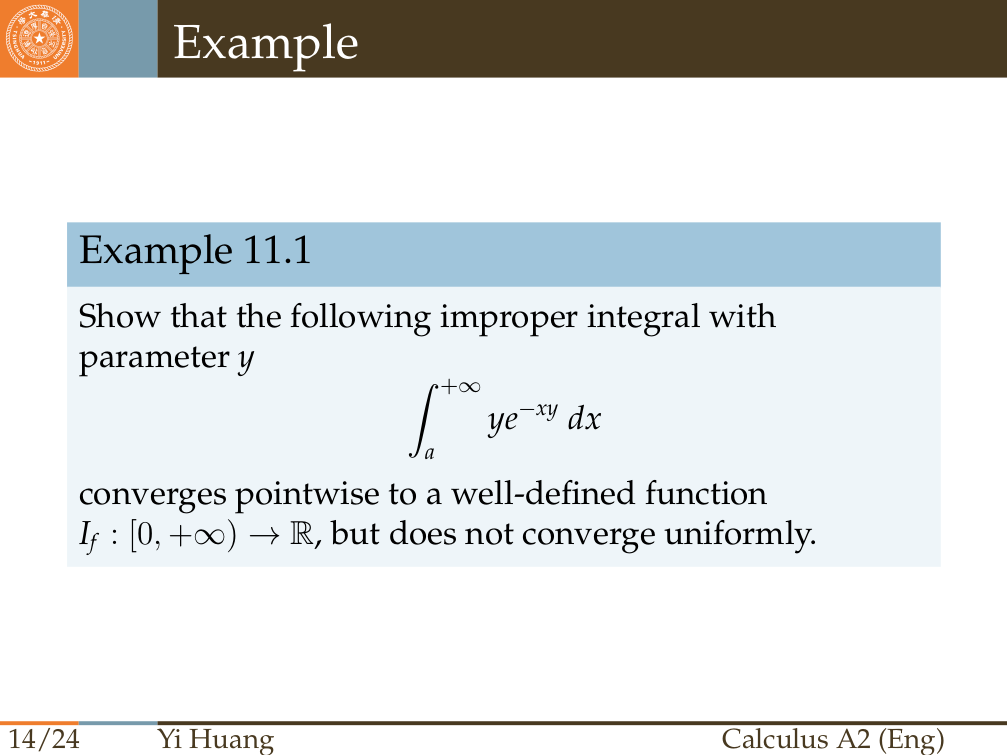 Example
Example 11.1
Show that the following improper integral with
parameter y
∫_a^{+∞} ye^{−xy} dx
converges pointwise to a well-defined function
I_f : [0, +∞) → ℝ, but does not converge uniformly.
14/24 Yi Huang Calculus A2 (Eng)